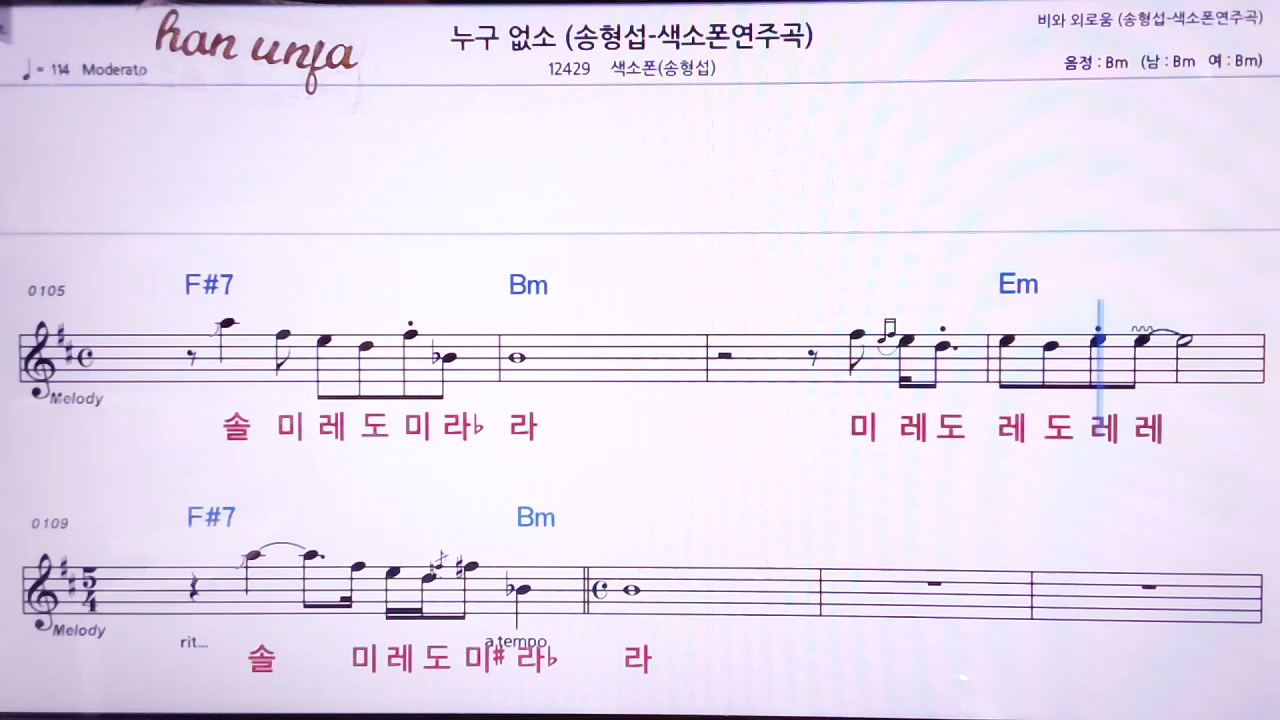 han unfa
누구 없소 (송형섭-색소폰연주곡)
비와 외로움 (송형섭-색소폰연주곡)
♩ = 114 Moderato
12429 색소폰(송형섭)
음정 : Bm (남 : Bm 여 : Bm)
0105 F#7 Bm Em
Melody
솔 미 레 도 미 라♭ 라 미 레 도 레 도 레 레
0109 F#7 Bm
5/4
Melody rit... a tempo
솔 미 레 도 미# 라♭ 라